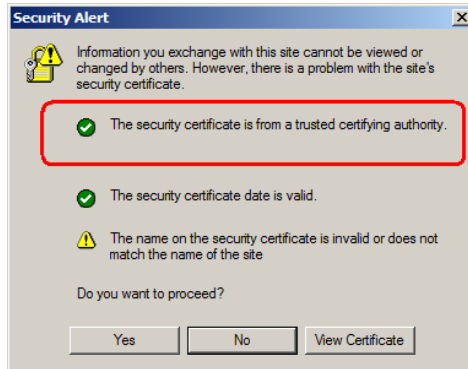 Security Alert
Information you exchange with this site cannot be viewed or
changed by others. However, there is a problem with the site's
security certificate.
The security certificate is from a trusted certifying authority.
The security certificate date is valid.
The name on the security certificate is invalid or does not
match the name of the site
Do you want to proceed?
Yes
No
View Certificate